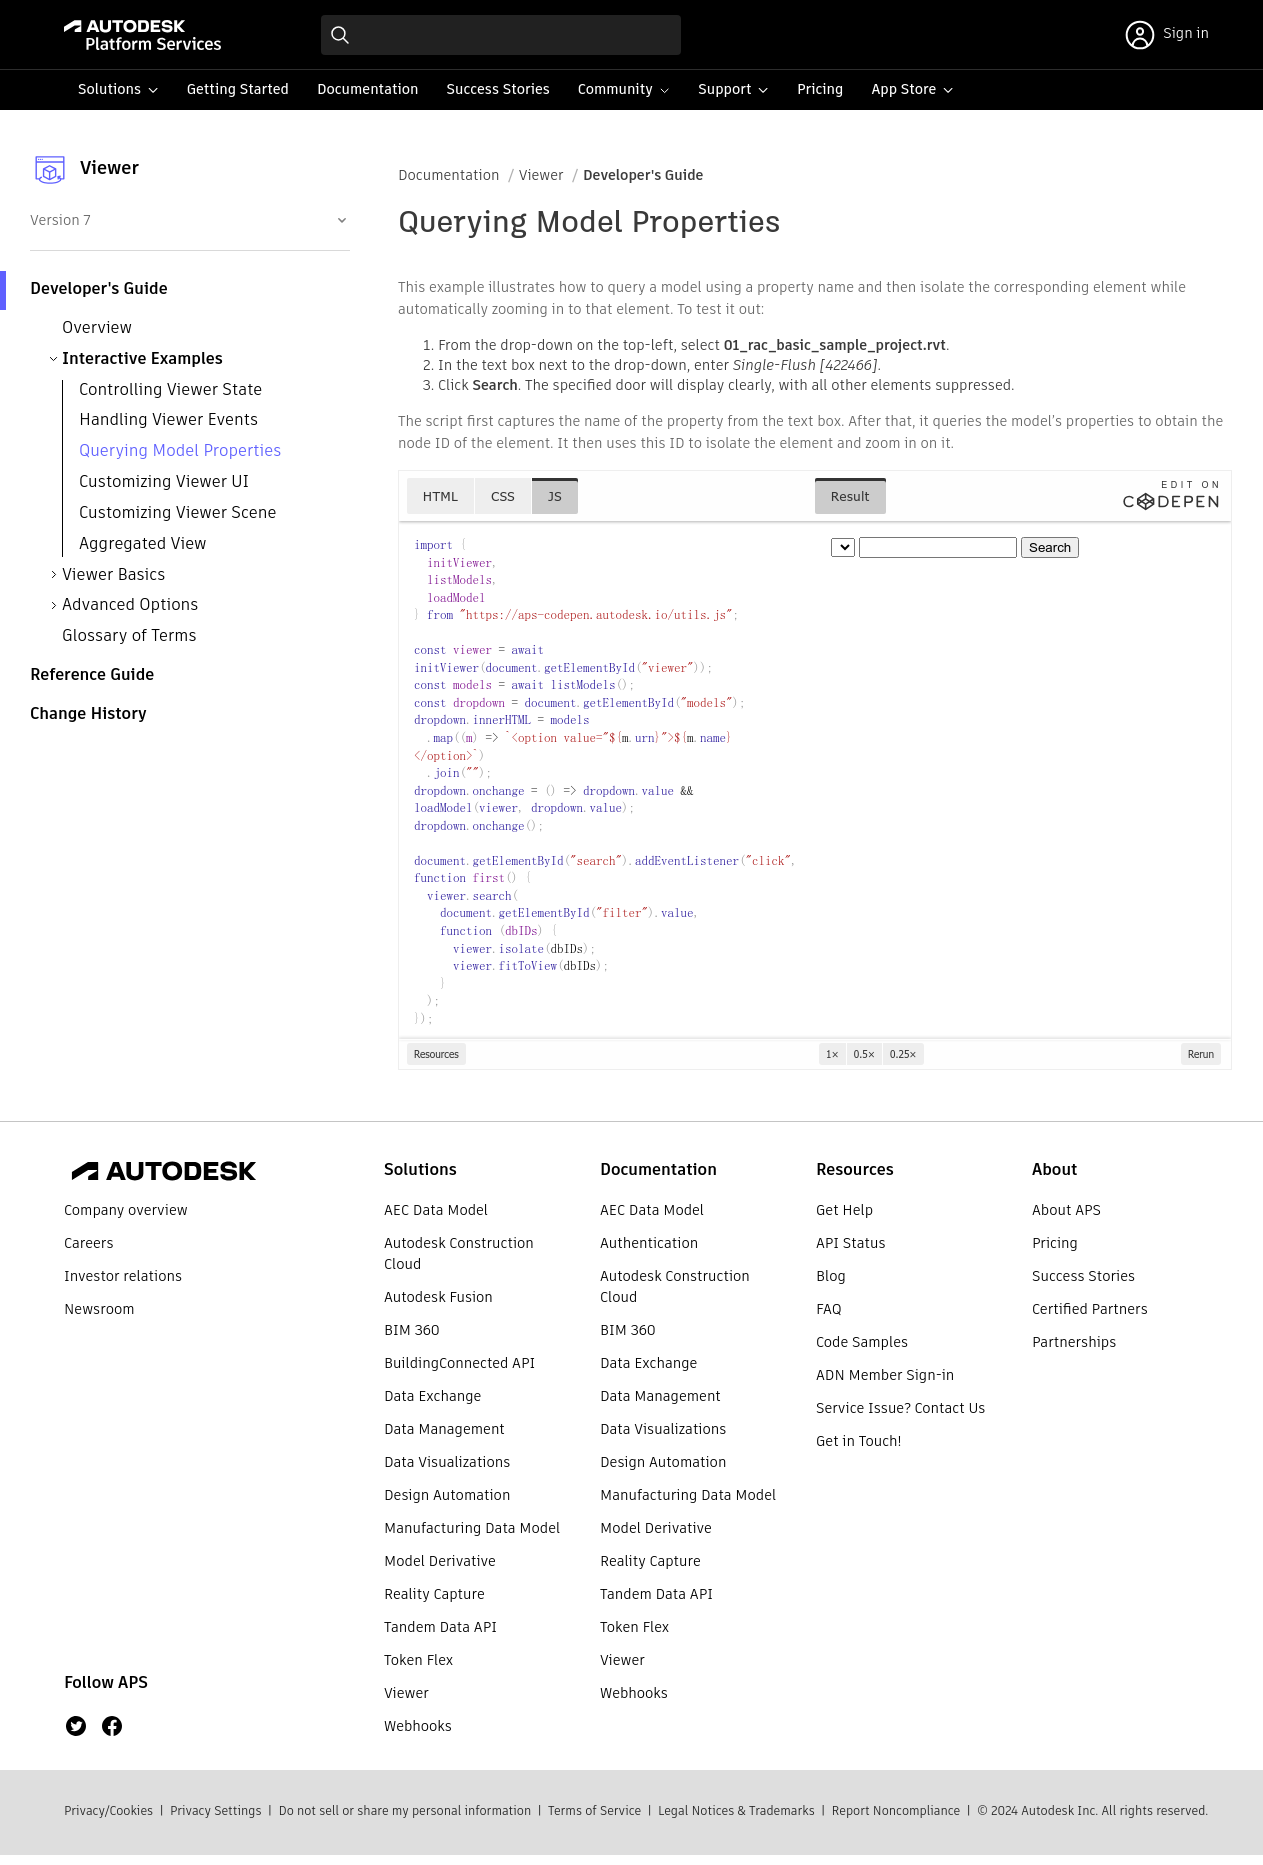 AUTODESK
Platform Services
Sign in
Solutions
Getting Started
Documentation
Success Stories
Community
Support
Pricing
App Store
Viewer
Version 7
Developer's Guide
Overview
Interactive Examples
Controlling Viewer State
Handling Viewer Events
Querying Model Properties
Customizing Viewer UI
Customizing Viewer Scene
Aggregated View
Viewer Basics
Advanced Options
Glossary of Terms
Reference Guide
Change History
Documentation / Viewer / Developer's Guide
Querying Model Properties
This example illustrates how to query a model using a property name and then isolate the corresponding element while
automatically zooming in to that element. To test it out:
1. From the drop-down on the top-left, select 01_rac_basic_sample_project.rvt.
2. In the text box next to the drop-down, enter Single-Flush [422466].
3. Click Search. The specified door will display clearly, with all other elements suppressed.
The script first captures the name of the property from the text box. After that, it queries the model's properties to obtain the
node ID of the element. It then uses this ID to isolate the element and zoom in on it.
HTML
CSS
JS
Result
EDIT ON
CODEPEN
import {
  initViewer,
  listModels,
  loadModel
} from "https://aps-codepen.autodesk.io/utils.js";
const viewer = await
initViewer(document.getElementById("viewer"));
const models = await listModels();
const dropdown = document.getElementById("models");
dropdown.innerHTML = models
  .map((m) => `<option value="${m.urn}">${m.name}
</option>`)
  .join("");
dropdown.onchange = () => dropdown.value &&
loadModel(viewer, dropdown.value);
dropdown.onchange();
document.getElementById("search").addEventListener("click",
function first() {
  viewer.search(
    document.getElementById("filter").value,
    function (dbIDs) {
      viewer.isolate(dbIDs);
      viewer.fitToView(dbIDs);
    }
  );
});
Search
Resources
1×
0.5×
0.25×
Rerun
AUTODESK
Company overview
Careers
Investor relations
Newsroom
Follow APS
Solutions
AEC Data Model
Autodesk Construction
Cloud
Autodesk Fusion
BIM 360
BuildingConnected API
Data Exchange
Data Management
Data Visualizations
Design Automation
Manufacturing Data Model
Model Derivative
Reality Capture
Tandem Data API
Token Flex
Viewer
Webhooks
Documentation
AEC Data Model
Authentication
Autodesk Construction
Cloud
BIM 360
Data Exchange
Data Management
Data Visualizations
Design Automation
Manufacturing Data Model
Model Derivative
Reality Capture
Tandem Data API
Token Flex
Viewer
Webhooks
Resources
Get Help
API Status
Blog
FAQ
Code Samples
ADN Member Sign-in
Service Issue? Contact Us
Get in Touch!
About
About APS
Pricing
Success Stories
Certified Partners
Partnerships
Privacy/Cookies | Privacy Settings | Do not sell or share my personal information | Terms of Service | Legal Notices & Trademarks | Report Noncompliance | © 2024 Autodesk Inc. All rights reserved.